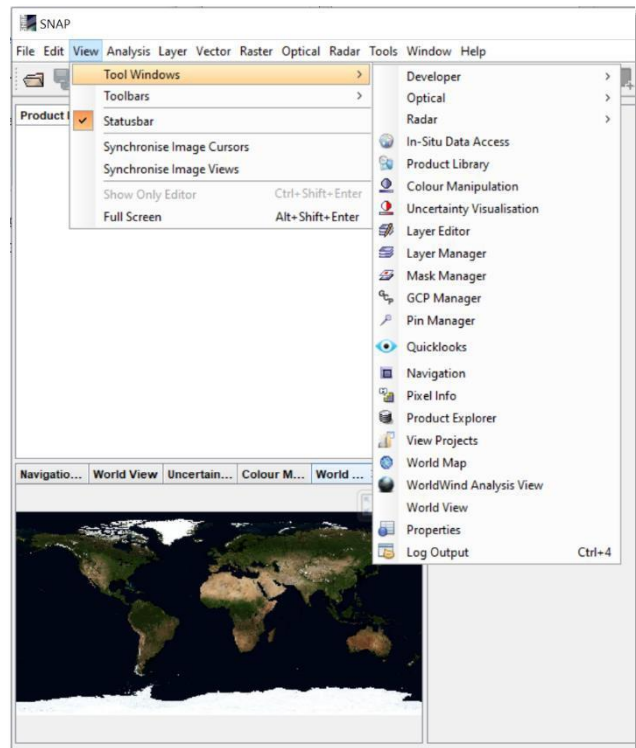 SNAP
File Edit View Analysis Layer Vector Raster Optical Radar Tools Window Help
Tool Windows
Toolbars
Statusbar
Synchronise Image Cursors
Synchronise Image Views
Show Only Editor Ctrl+Shift+Enter
Full Screen Alt+Shift+Enter
Product
Developer
Optical
Radar
In-Situ Data Access
Product Library
Colour Manipulation
Uncertainty Visualisation
Layer Editor
Layer Manager
Mask Manager
GCP Manager
Pin Manager
Quicklooks
Navigation
Pixel Info
Product Explorer
View Projects
World Map
WorldWind Analysis View
World View
Properties
Log Output Ctrl+4
Navigatio... World View Uncertain... Colour M... World ...